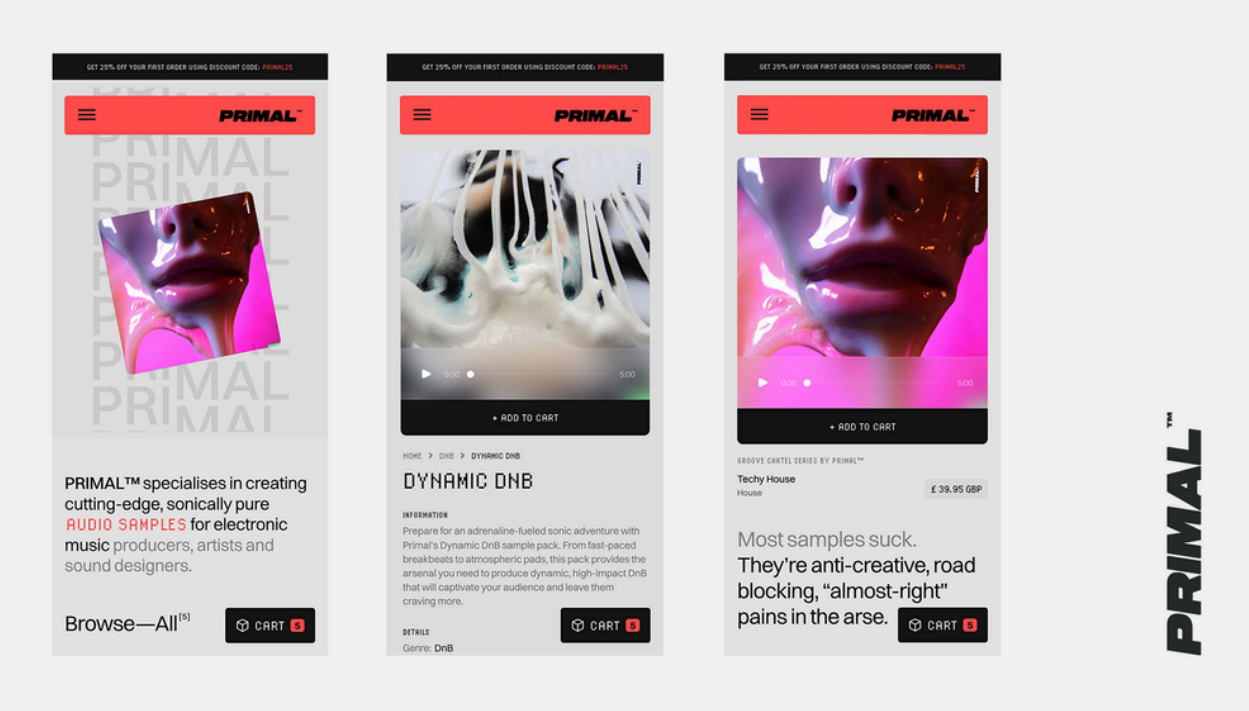 GET 25% OFF YOUR FIRST ORDER USING DISCOUNT CODE: PRIMAL25
PRIMAL™
PRIMAL
PRIMAL
PRIMAL
PRIMAL
PRIMAL™ specialises in creating
cutting-edge, sonically pure
AUDIO SAMPLES for electronic
music producers, artists and
sound designers.
Browse—All[5]
CART 5
GET 25% OFF YOUR FIRST ORDER USING DISCOUNT CODE: PRIMAL25
PRIMAL™
PRIMAL
0:00 5:00
+ ADD TO CART
HOME > DNB > DYNAMIC DNB
DYNAMIC DNB
INFORMATION
Prepare for an adrenaline-fueled sonic adventure with
Primal's Dynamic DnB sample pack. From fast-paced
breakbeats to atmospheric pads, this pack provides the
arsenal you need to produce dynamic, high-impact DnB
that will captivate your audience and leave them
craving more.
DETAILS
Genre: DnB
CART 5
GET 25% OFF YOUR FIRST ORDER USING DISCOUNT CODE: PRIMAL25
PRIMAL™
PRIMAL
0:00 5:00
+ ADD TO CART
GROOVE CARTEL SERIES BY PRIMAL™
Techy House
House
£ 39.95 GBP
Most samples suck.
They're anti-creative, road
blocking, “almost-right"
pains in the arse.
CART 5
PRIMAL™